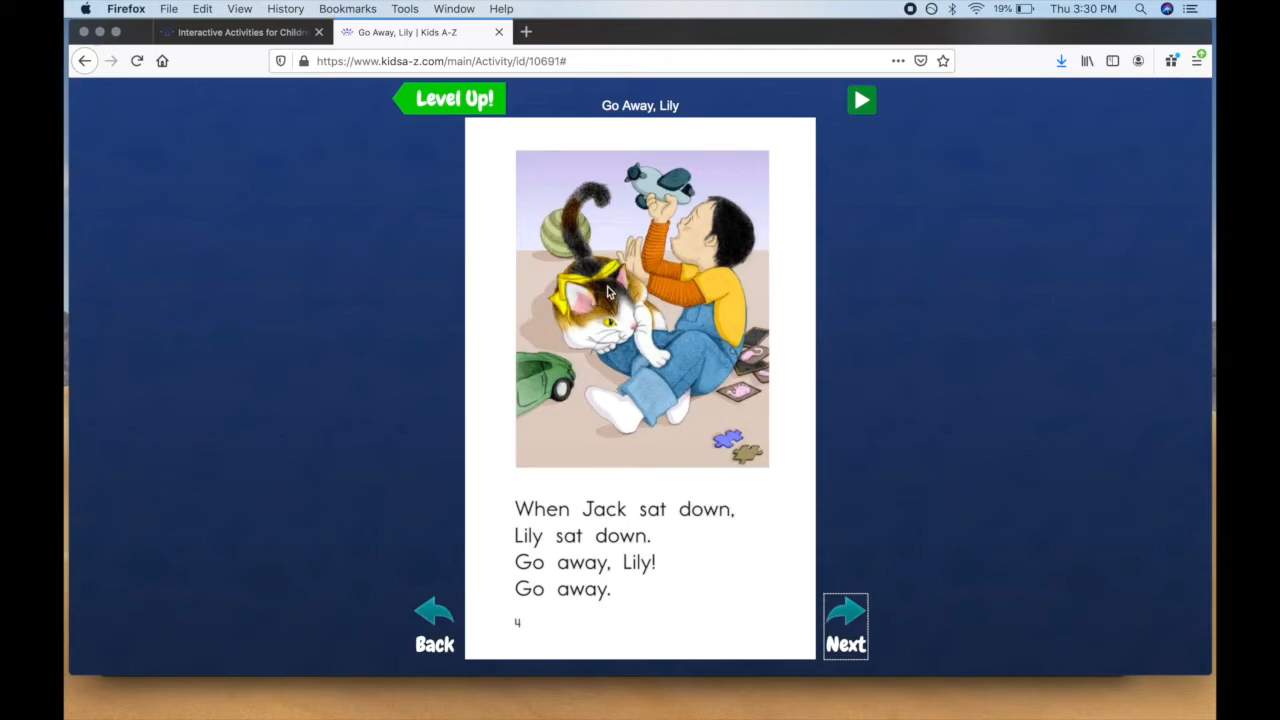 Firefox File Edit View History Bookmarks Tools Window Help 19% Thu 3:30 PM
Interactive Activities for Childr Go Away, Lily | Kids A-Z
https://www.kidsa-z.com/main/Activity/id/10691#
Level Up!
Go Away, Lily
When Jack sat down,
Lily sat down.
Go away, Lily!
Go away.
4
Back
Next